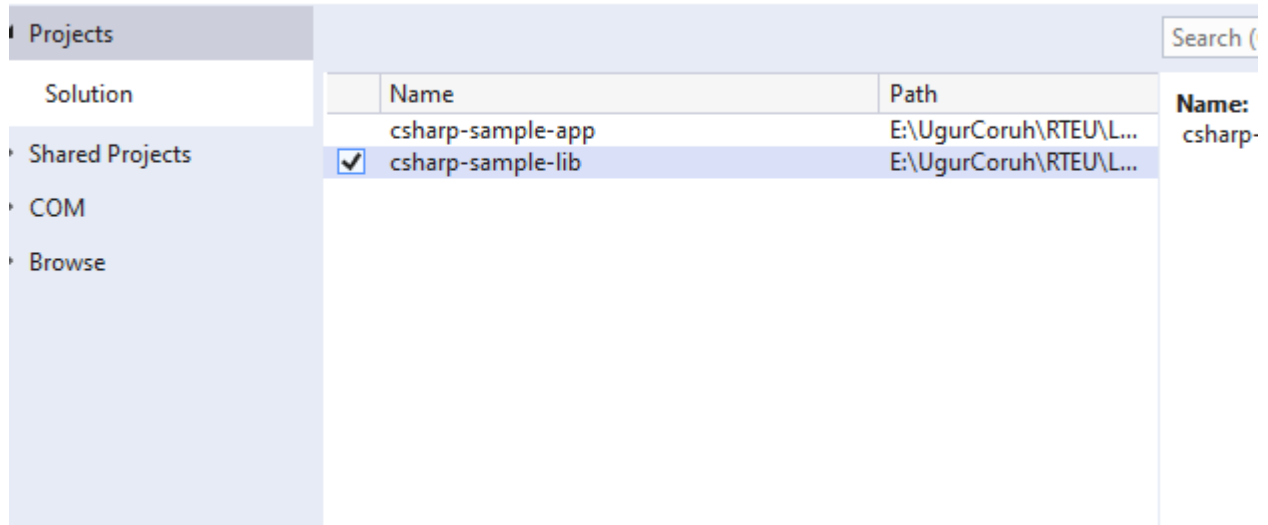 Projects
Search (
Solution
Name Path
Name:
csharp-sample-app E:\UgurCoruh\RTEU\L...
csharp-
Shared Projects
csharp-sample-lib E:\UgurCoruh\RTEU\L...
COM
Browse